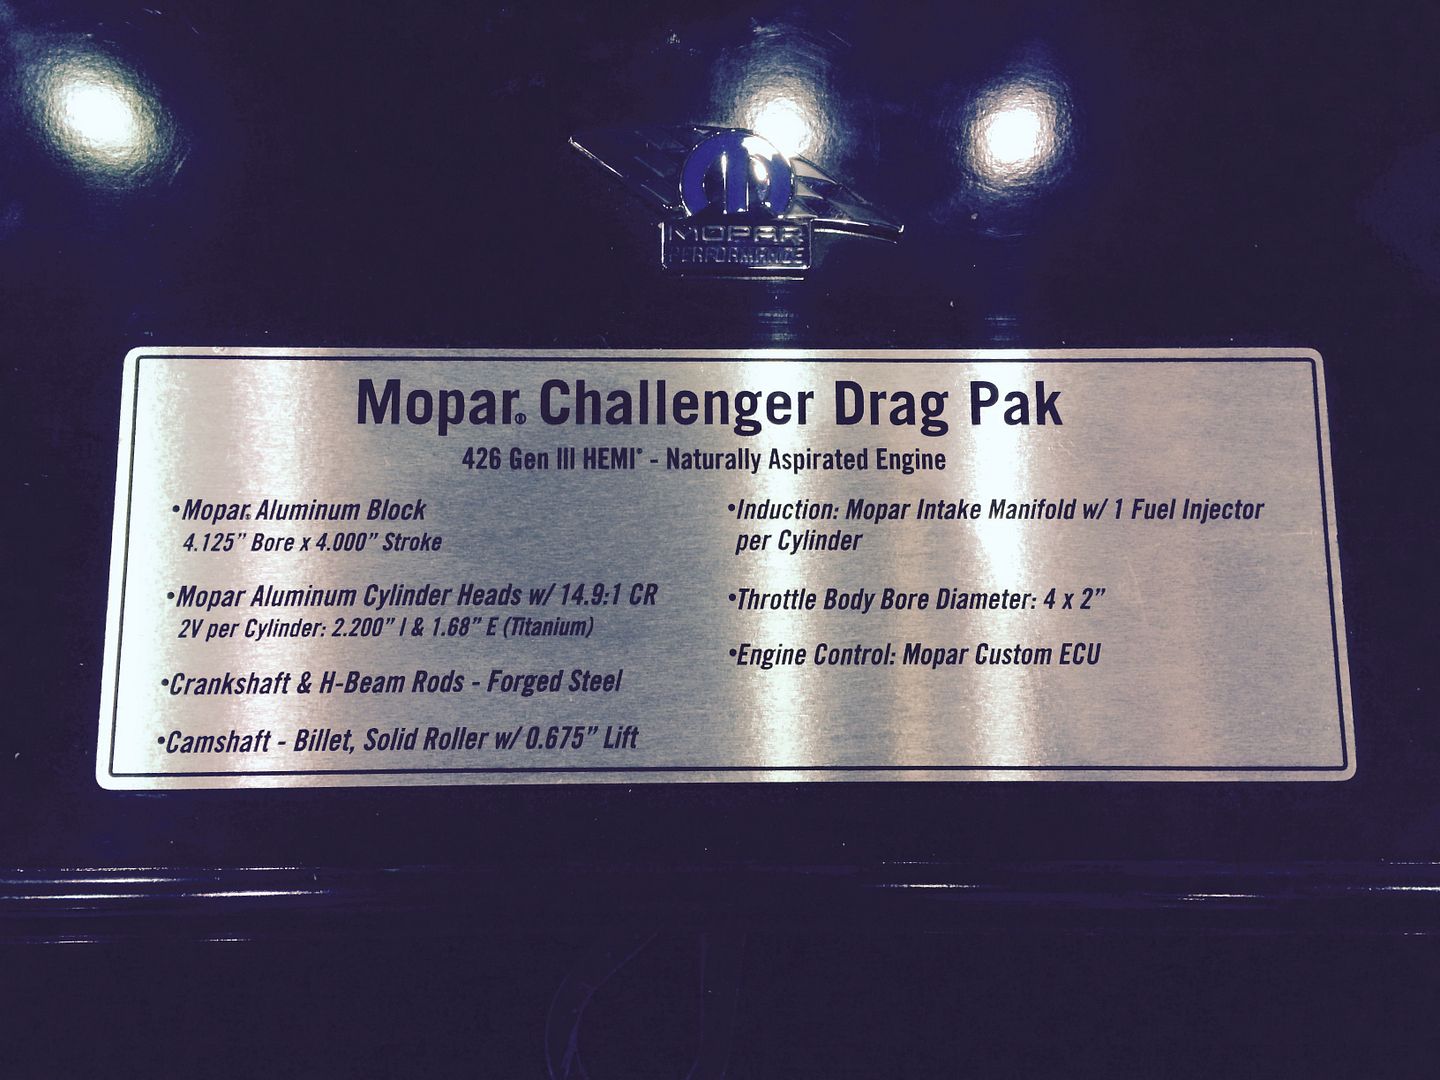 MOPAR
PERFORMANCE
Mopar® Challenger Drag Pak
426 Gen III HEMI® - Naturally Aspirated Engine
•Mopar® Aluminum Block
4.125” Bore x 4.000” Stroke
•Mopar Aluminum Cylinder Heads w/ 14.9:1 CR
2V per Cylinder: 2.200” I & 1.68” E (Titanium)
•Crankshaft & H-Beam Rods - Forged Steel
•Camshaft - Billet, Solid Roller w/ 0.675” Lift
•Induction: Mopar Intake Manifold w/ 1 Fuel Injector
per Cylinder
•Throttle Body Bore Diameter: 4 x 2”
•Engine Control: Mopar Custom ECU